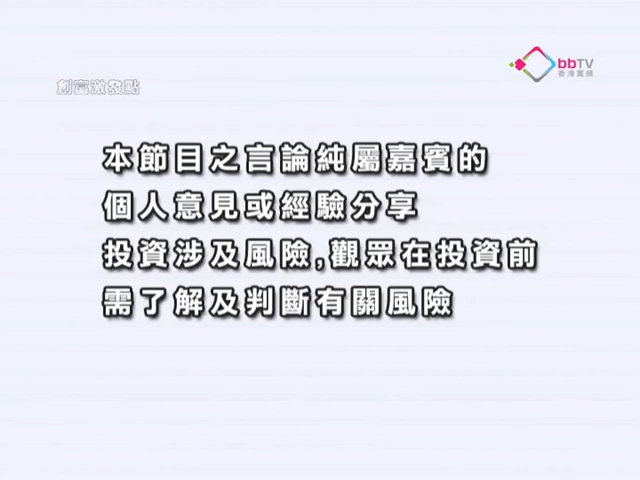 bbTV
香港寬頻
創富激發點
本節目之言論純屬嘉賓的
個人意見或經驗分享
投資涉及風險,觀眾在投資前
需了解及判斷有關風險